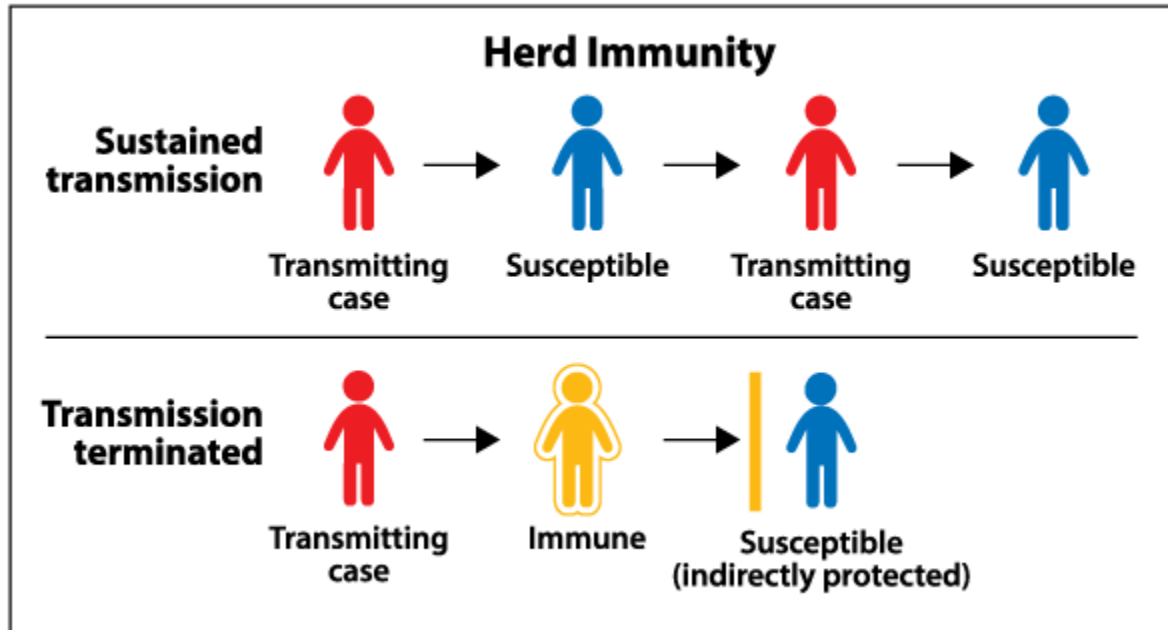 Herd Immunity
Sustained
transmission
Transmitting
case
Susceptible
Transmitting
case
Susceptible
Transmission
terminated
Transmitting
case
Immune
Susceptible
(indirectly protected)